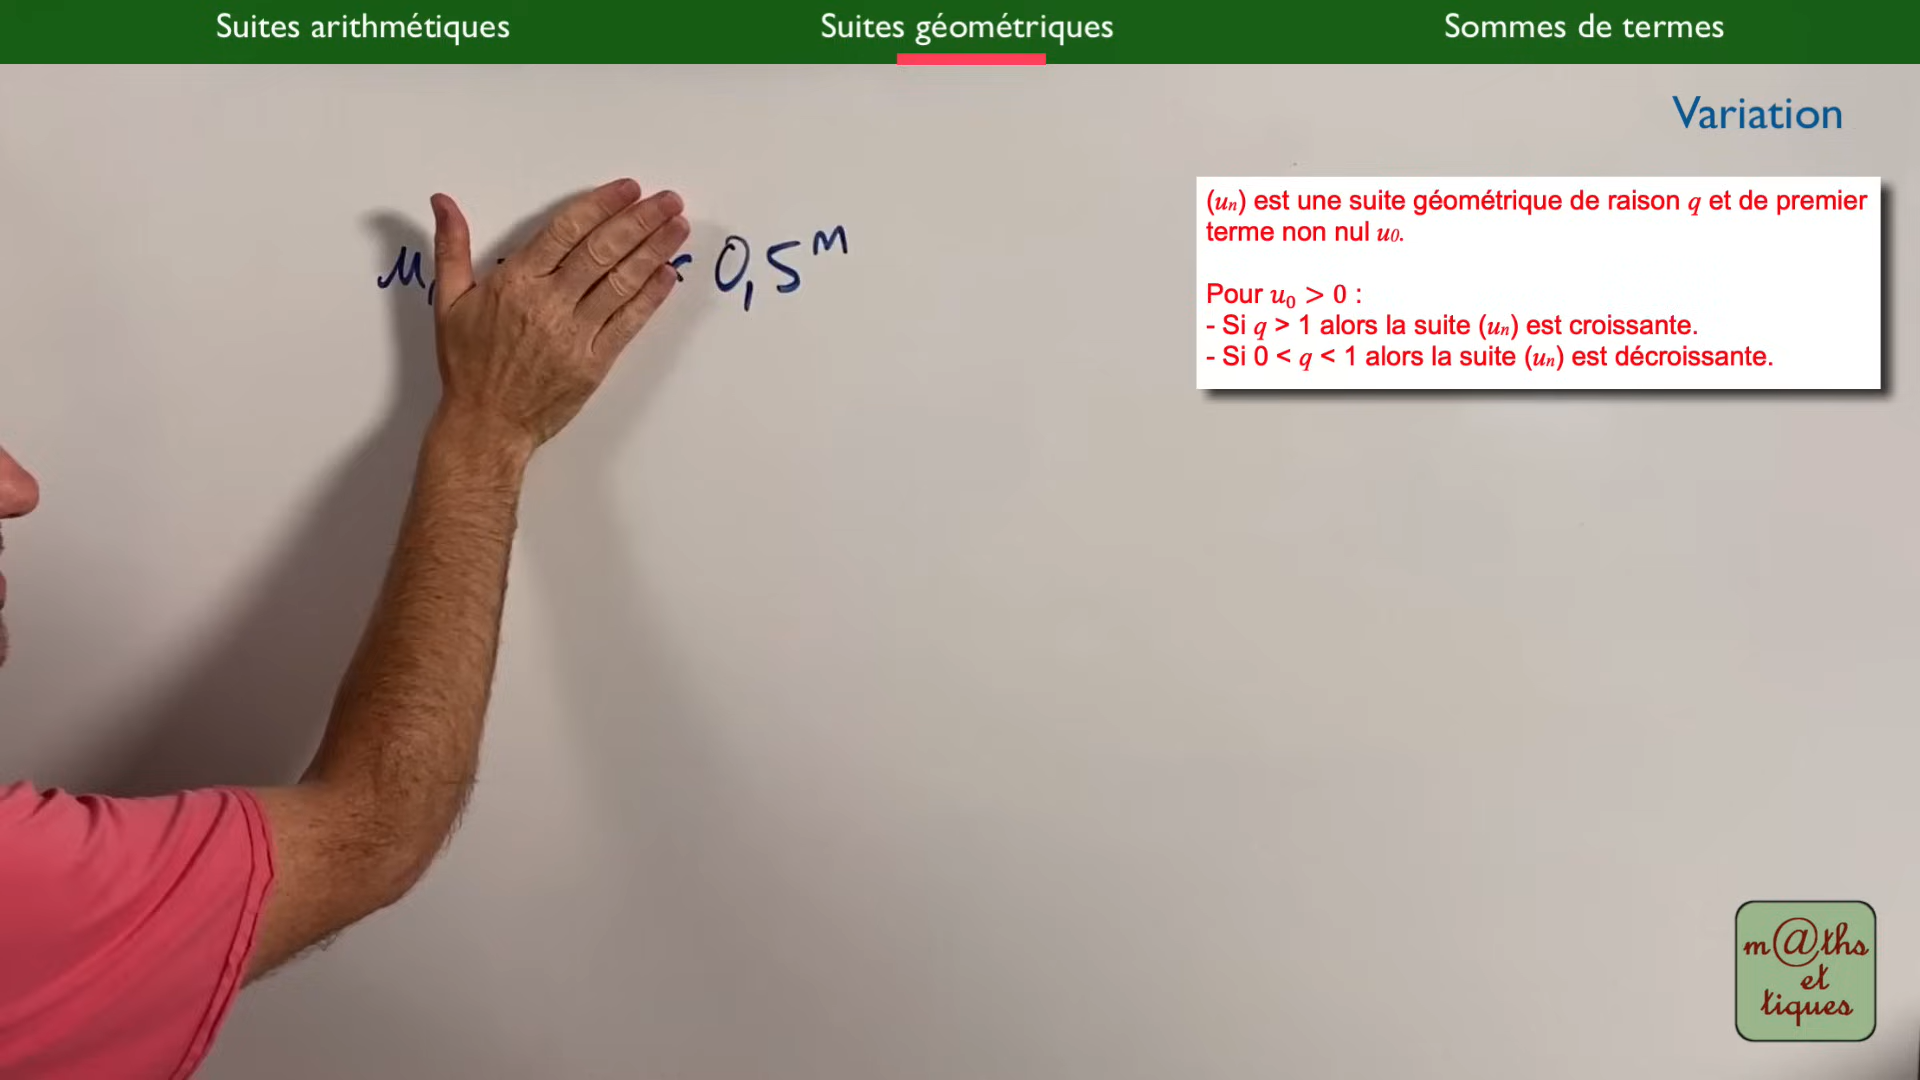 Suites arithmétiques
Suites géométriques
Sommes de termes
Variation
(uₙ) est une suite géométrique de raison q et de premier
terme non nul u₀.
Pour u₀ > 0 :
- Si q > 1 alors la suite (uₙ) est croissante.
- Si 0 < q < 1 alors la suite (uₙ) est décroissante.
0,5ⁿ
m@ths
et
tiques